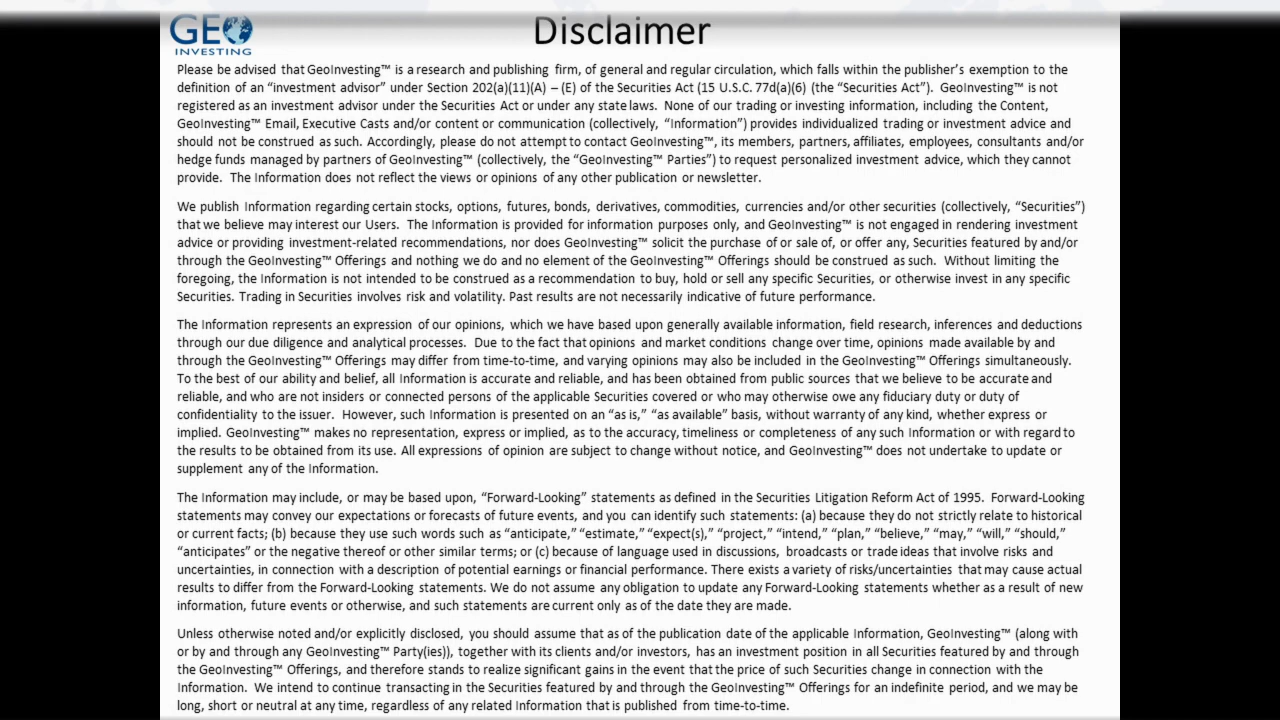 GEO
INVESTING
Disclaimer
Please be advised that GeoInvesting™ is a research and publishing firm, of general and regular circulation, which falls within the publisher's exemption to the
definition of an “investment advisor” under Section 202(a)(11)(A) – (E) of the Securities Act (15 U.S.C. 77d(a)(6) (the “Securities Act”). GeoInvesting™ is not
registered as an investment advisor under the Securities Act or under any state laws. None of our trading or investing information, including the Content,
GeoInvesting™ Email, Executive Casts and/or content or communication (collectively, “Information”) provides individualized trading or investment advice and
should not be construed as such. Accordingly, please do not attempt to contact GeoInvesting™, its members, partners, affiliates, employees, consultants and/or
hedge funds managed by partners of GeoInvesting™ (collectively, the “GeoInvesting™ Parties”) to request personalized investment advice, which they cannot
provide. The Information does not reflect the views or opinions of any other publication or newsletter.
We publish Information regarding certain stocks, options, futures, bonds, derivatives, commodities, currencies and/or other securities (collectively, “Securities”)
that we believe may interest our Users. The Information is provided for information purposes only, and GeoInvesting™ is not engaged in rendering investment
advice or providing investment-related recommendations, nor does GeoInvesting™ solicit the purchase of or sale of, or offer any, Securities featured by and/or
through the GeoInvesting™ Offerings and nothing we do and no element of the GeoInvesting™ Offerings should be construed as such. Without limiting the
foregoing, the Information is not intended to be construed as a recommendation to buy, hold or sell any specific Securities, or otherwise invest in any specific
Securities. Trading in Securities involves risk and volatility. Past results are not necessarily indicative of future performance.
The Information represents an expression of our opinions, which we have based upon generally available information, field research, inferences and deductions
through our due diligence and analytical processes. Due to the fact that opinions and market conditions change over time, opinions made available by and
through the GeoInvesting™ Offerings may differ from time-to-time, and varying opinions may also be included in the GeoInvesting™ Offerings simultaneously.
To the best of our ability and belief, all Information is accurate and reliable, and has been obtained from public sources that we believe to be accurate and
reliable, and who are not insiders or connected persons of the applicable Securities covered or who may otherwise owe any fiduciary duty or duty of
confidentiality to the issuer. However, such Information is presented on an “as is,” “as available” basis, without warranty of any kind, whether express or
implied. GeoInvesting™ makes no representation, express or implied, as to the accuracy, timeliness or completeness of any such Information or with regard to
the results to be obtained from its use. All expressions of opinion are subject to change without notice, and GeoInvesting™ does not undertake to update or
supplement any of the Information.
The Information may include, or may be based upon, “Forward-Looking” statements as defined in the Securities Litigation Reform Act of 1995. Forward-Looking
statements may convey our expectations or forecasts of future events, and you can identify such statements: (a) because they do not strictly relate to historical
or current facts; (b) because they use such words such as “anticipate,” “estimate,” “expect(s),” “project,” “intend,” “plan,” “believe,” “may,” “will,” “should,”
“anticipates” or the negative thereof or other similar terms; or (c) because of language used in discussions, broadcasts or trade ideas that involve risks and
uncertainties, in connection with a description of potential earnings or financial performance. There exists a variety of risks/uncertainties that may cause actual
results to differ from the Forward-Looking statements. We do not assume any obligation to update any Forward-Looking statements whether as a result of new
information, future events or otherwise, and such statements are current only as of the date they are made.
Unless otherwise noted and/or explicitly disclosed, you should assume that as of the publication date of the applicable Information, GeoInvesting™ (along with
or by and through any GeoInvesting™ Party(ies)), together with its clients and/or investors, has an investment position in all Securities featured by and through
the GeoInvesting™ Offerings, and therefore stands to realize significant gains in the event that the price of such Securities change in connection with the
Information. We intend to continue transacting in the Securities featured by and through the GeoInvesting™ Offerings for an indefinite period, and we may be
long, short or neutral at any time, regardless of any related Information that is published from time-to-time.